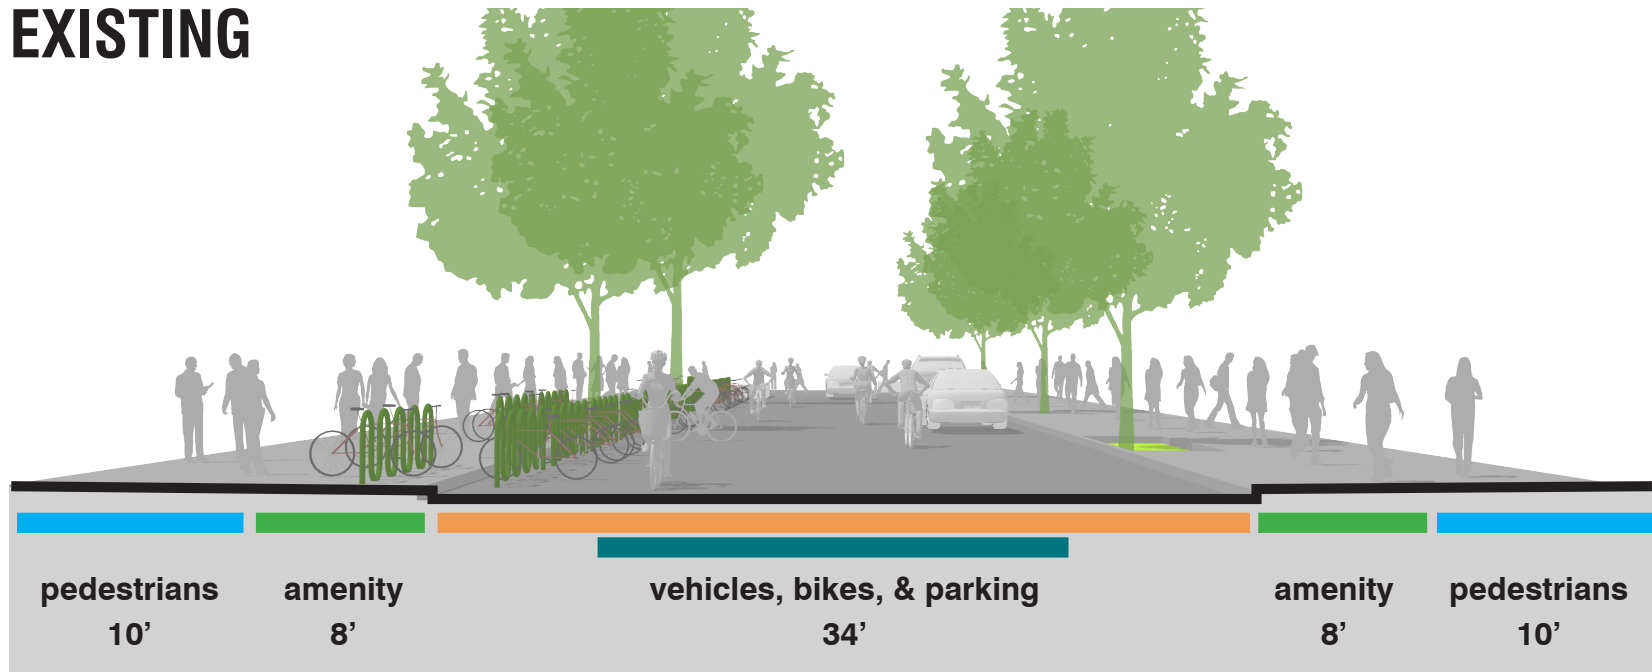 EXISTING
pedestrians
10’
amenity
8’
vehicles, bikes, & parking
34’
amenity
8’
pedestrians
10’